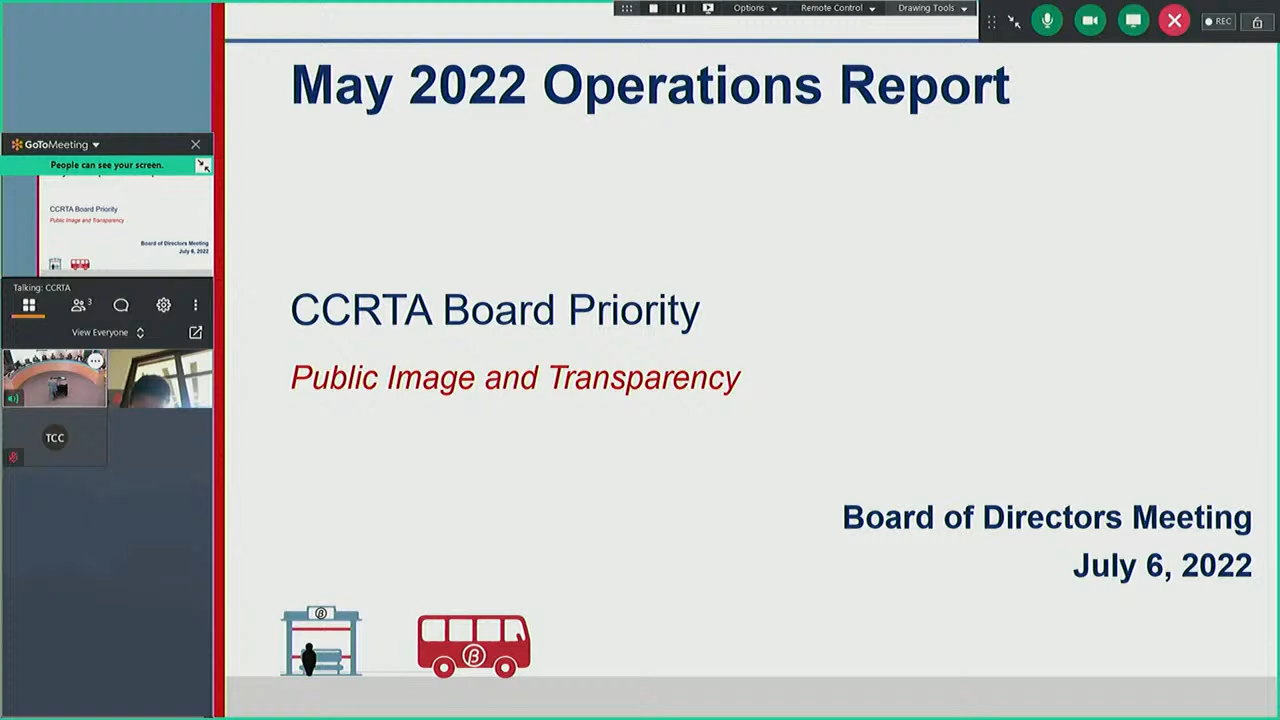 Options
Remote Control
Drawing Tools
REC
May 2022 Operations Report
GoToMeeting
People can see your screen.
CCRTA Board Priority
Public Image and Transparency
Board of Directors Meeting
July 6, 2022
Talking: CCRTA
3
View Everyone
TCC
CCRTA Board Priority
Public Image and Transparency
Board of Directors Meeting
July 6, 2022
ß
ß